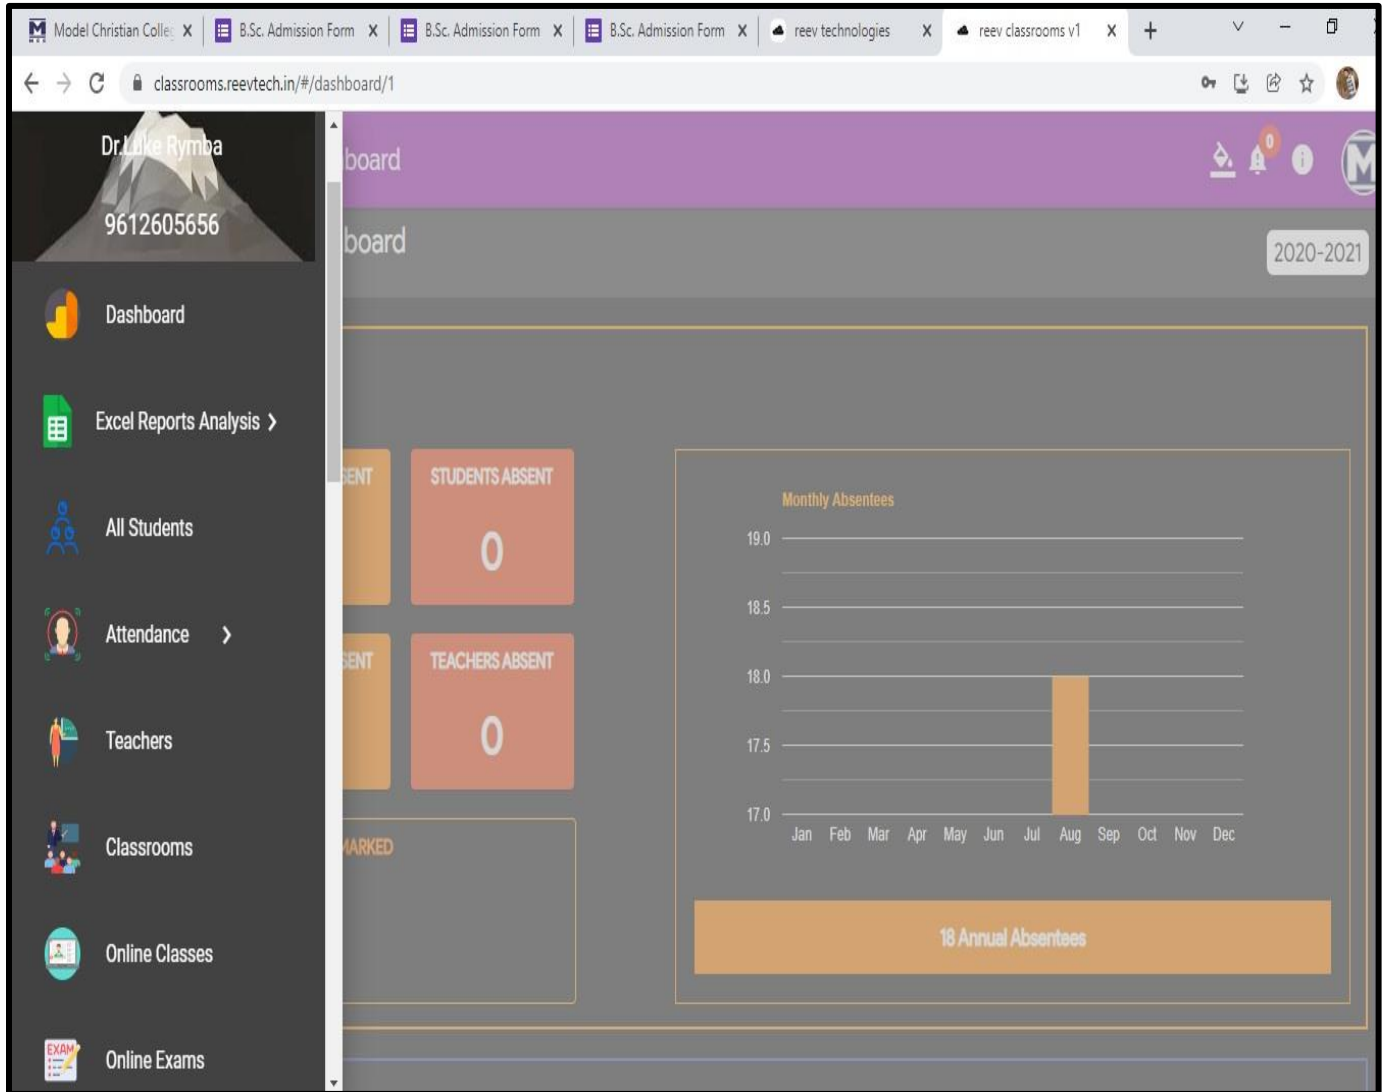 Model Christian Colleg
B.Sc. Admission Form
B.Sc. Admission Form
B.Sc. Admission Form
reev technologies
reev classrooms v1
classrooms.reevtech.in/#/dashboard/1
Dr.Luke Rymba
9612605656
Dashboard
Excel Reports Analysis
All Students
Attendance
Teachers
Classrooms
Online Classes
Online Exams
board
0
M
board
2020-2021
SENT
STUDENTS ABSENT
0
SENT
TEACHERS ABSENT
0
MARKED
Monthly Absentees
19.0
18.5
18.0
17.5
17.0
Jan Feb Mar Apr May Jun Jul Aug Sep Oct Nov Dec
18 Annual Absentees